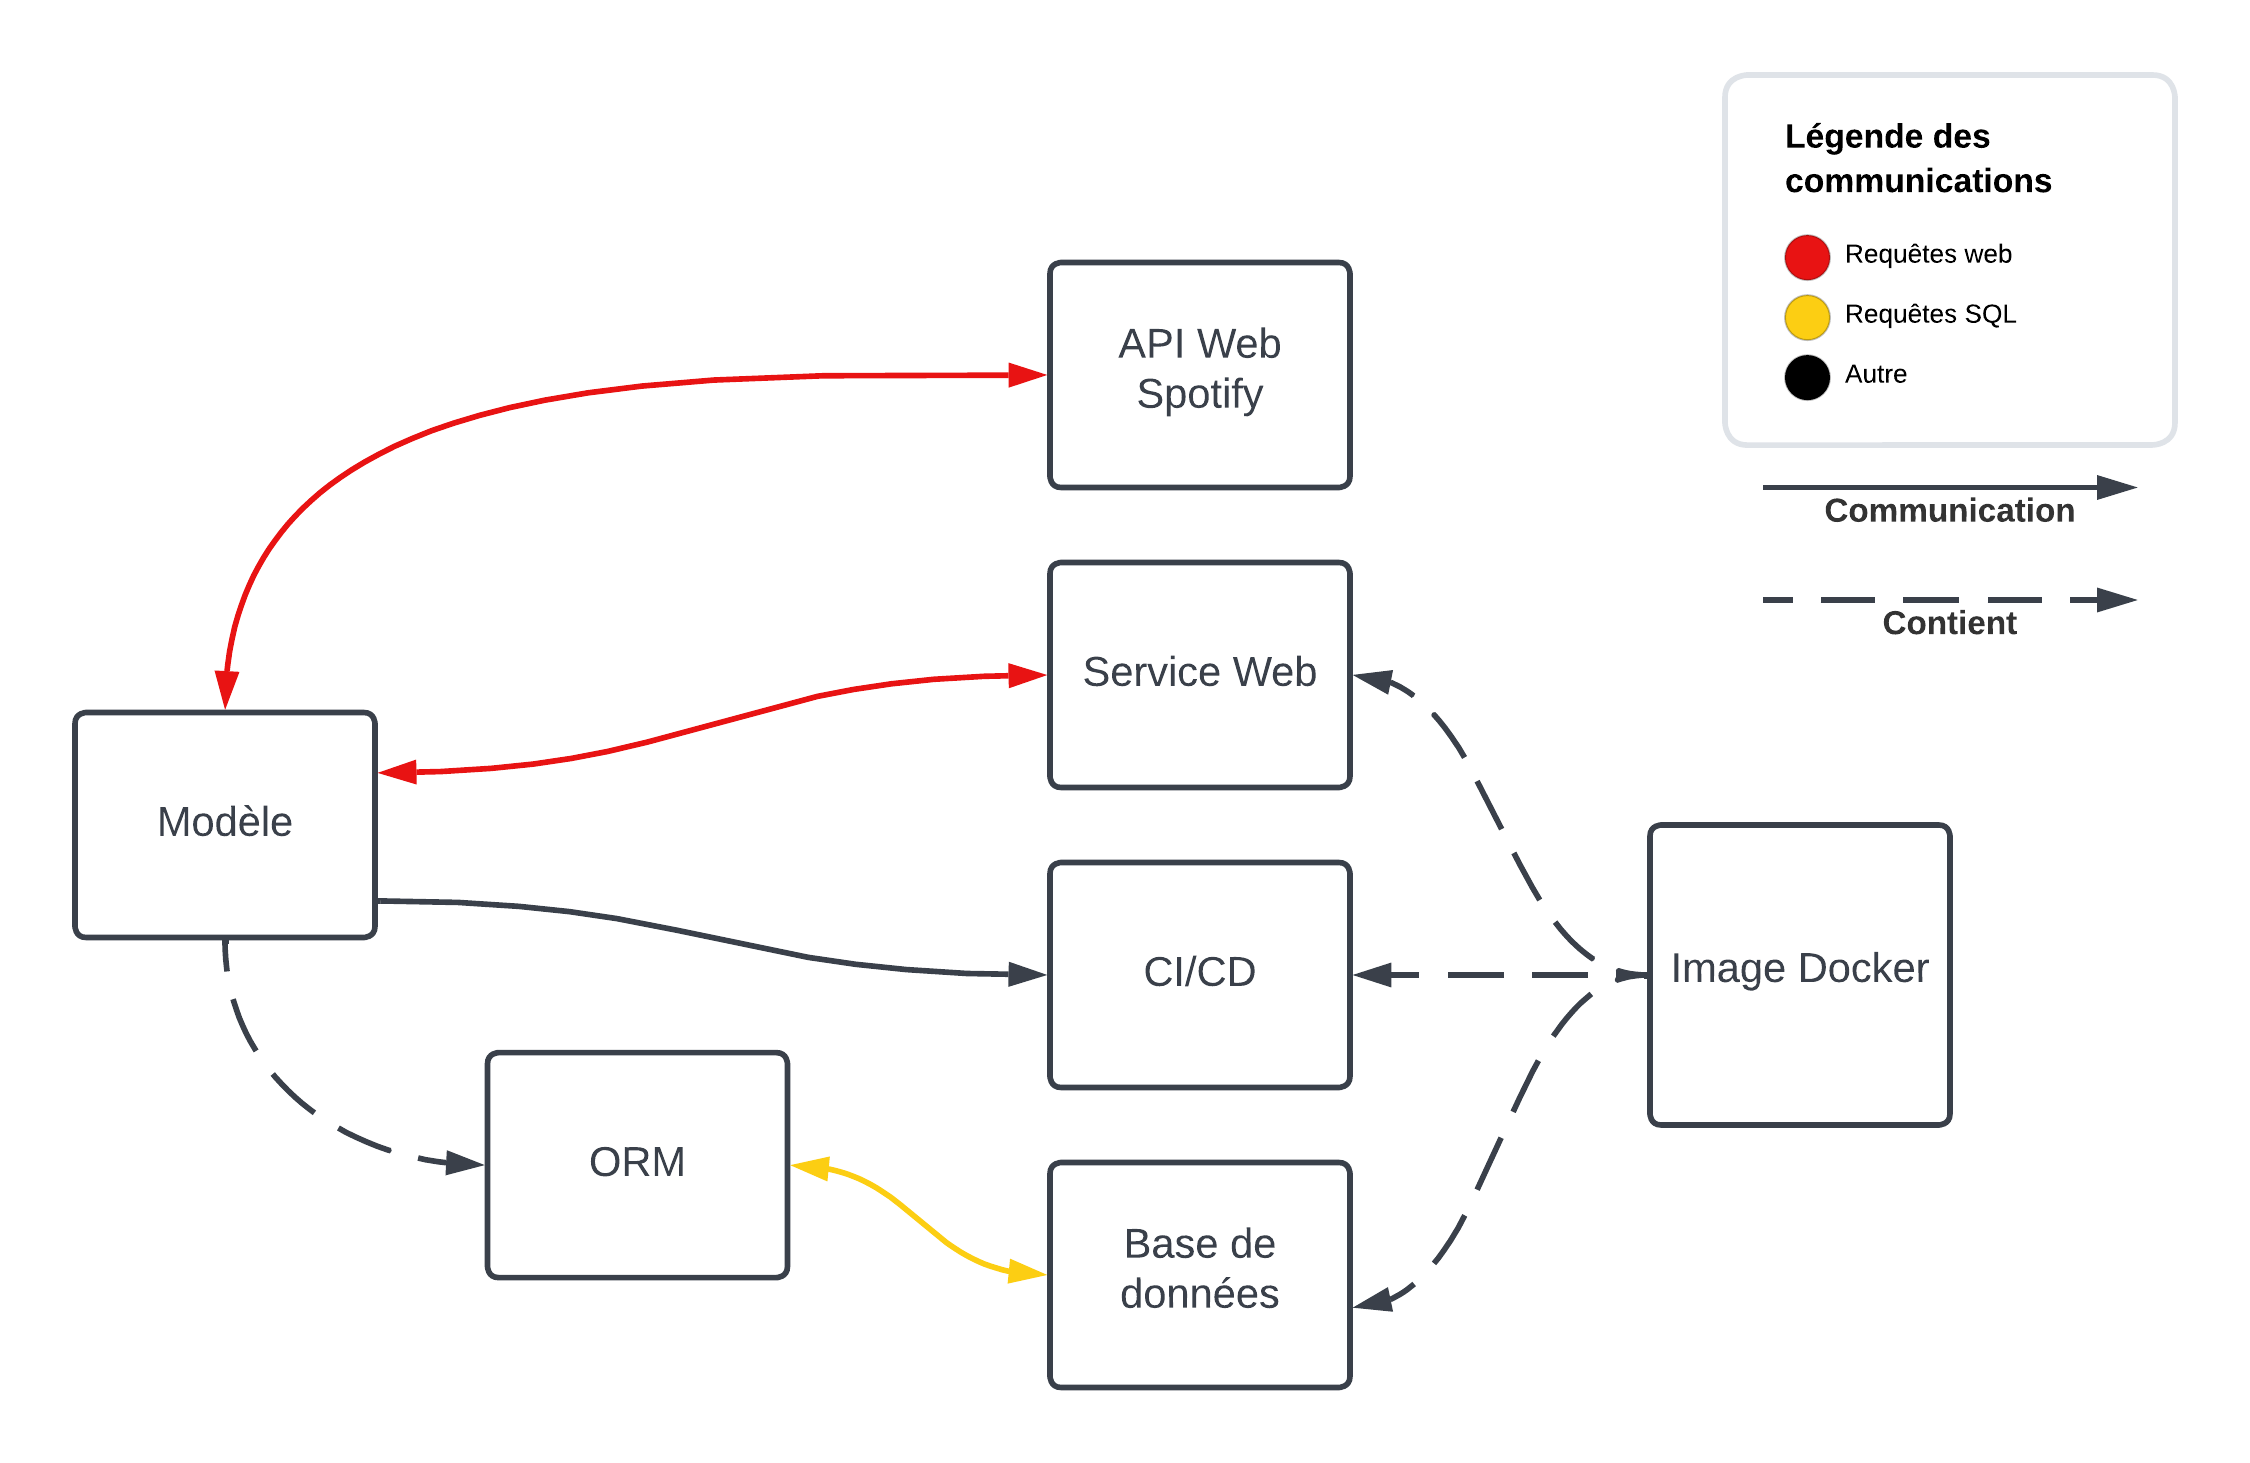 Légende des
communications
Requêtes web
Requêtes SQL
Autre
Communication
Contient
API Web
Spotify
Service Web
Modèle
CI/CD
Image Docker
ORM
Base de
données